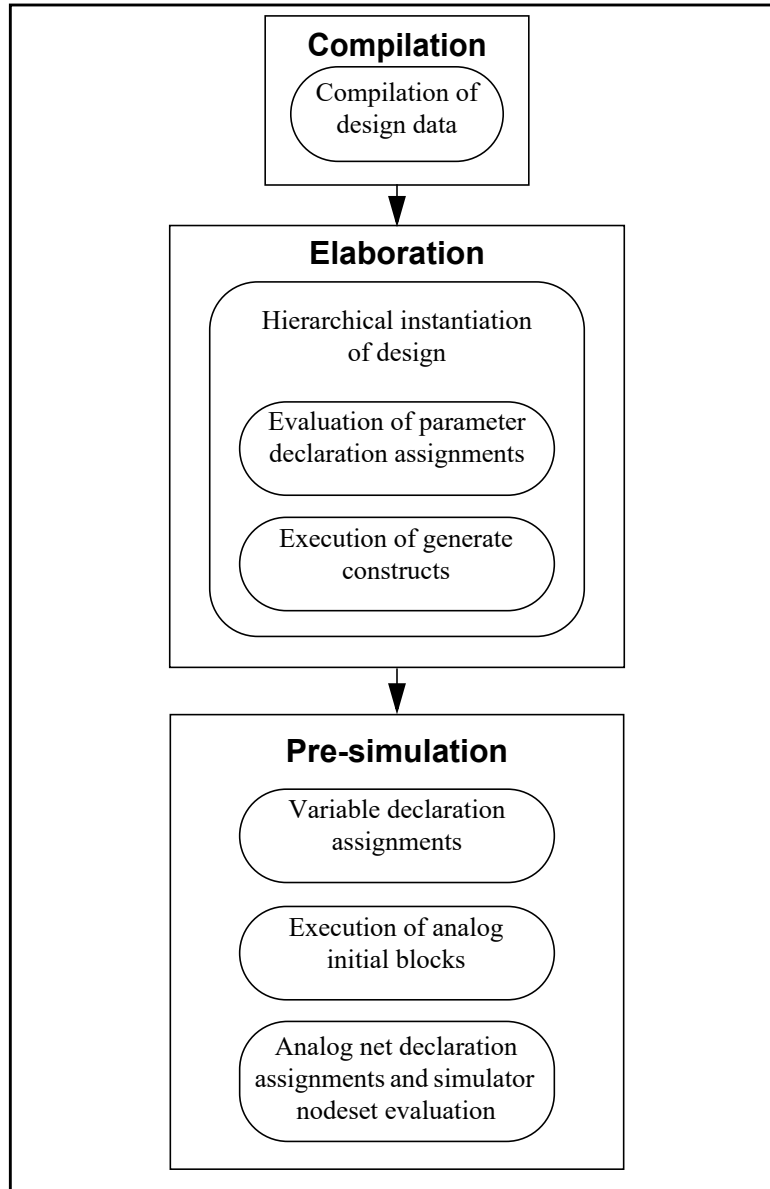 Compilation
Compilation of
design data
Elaboration
Hierarchical instantiation
of design
Evaluation of parameter
declaration assignments
Execution of generate
constructs
Pre-simulation
Variable declaration
assignments
Execution of analog
initial blocks
Analog net declaration
assignments and simulator
nodeset evaluation